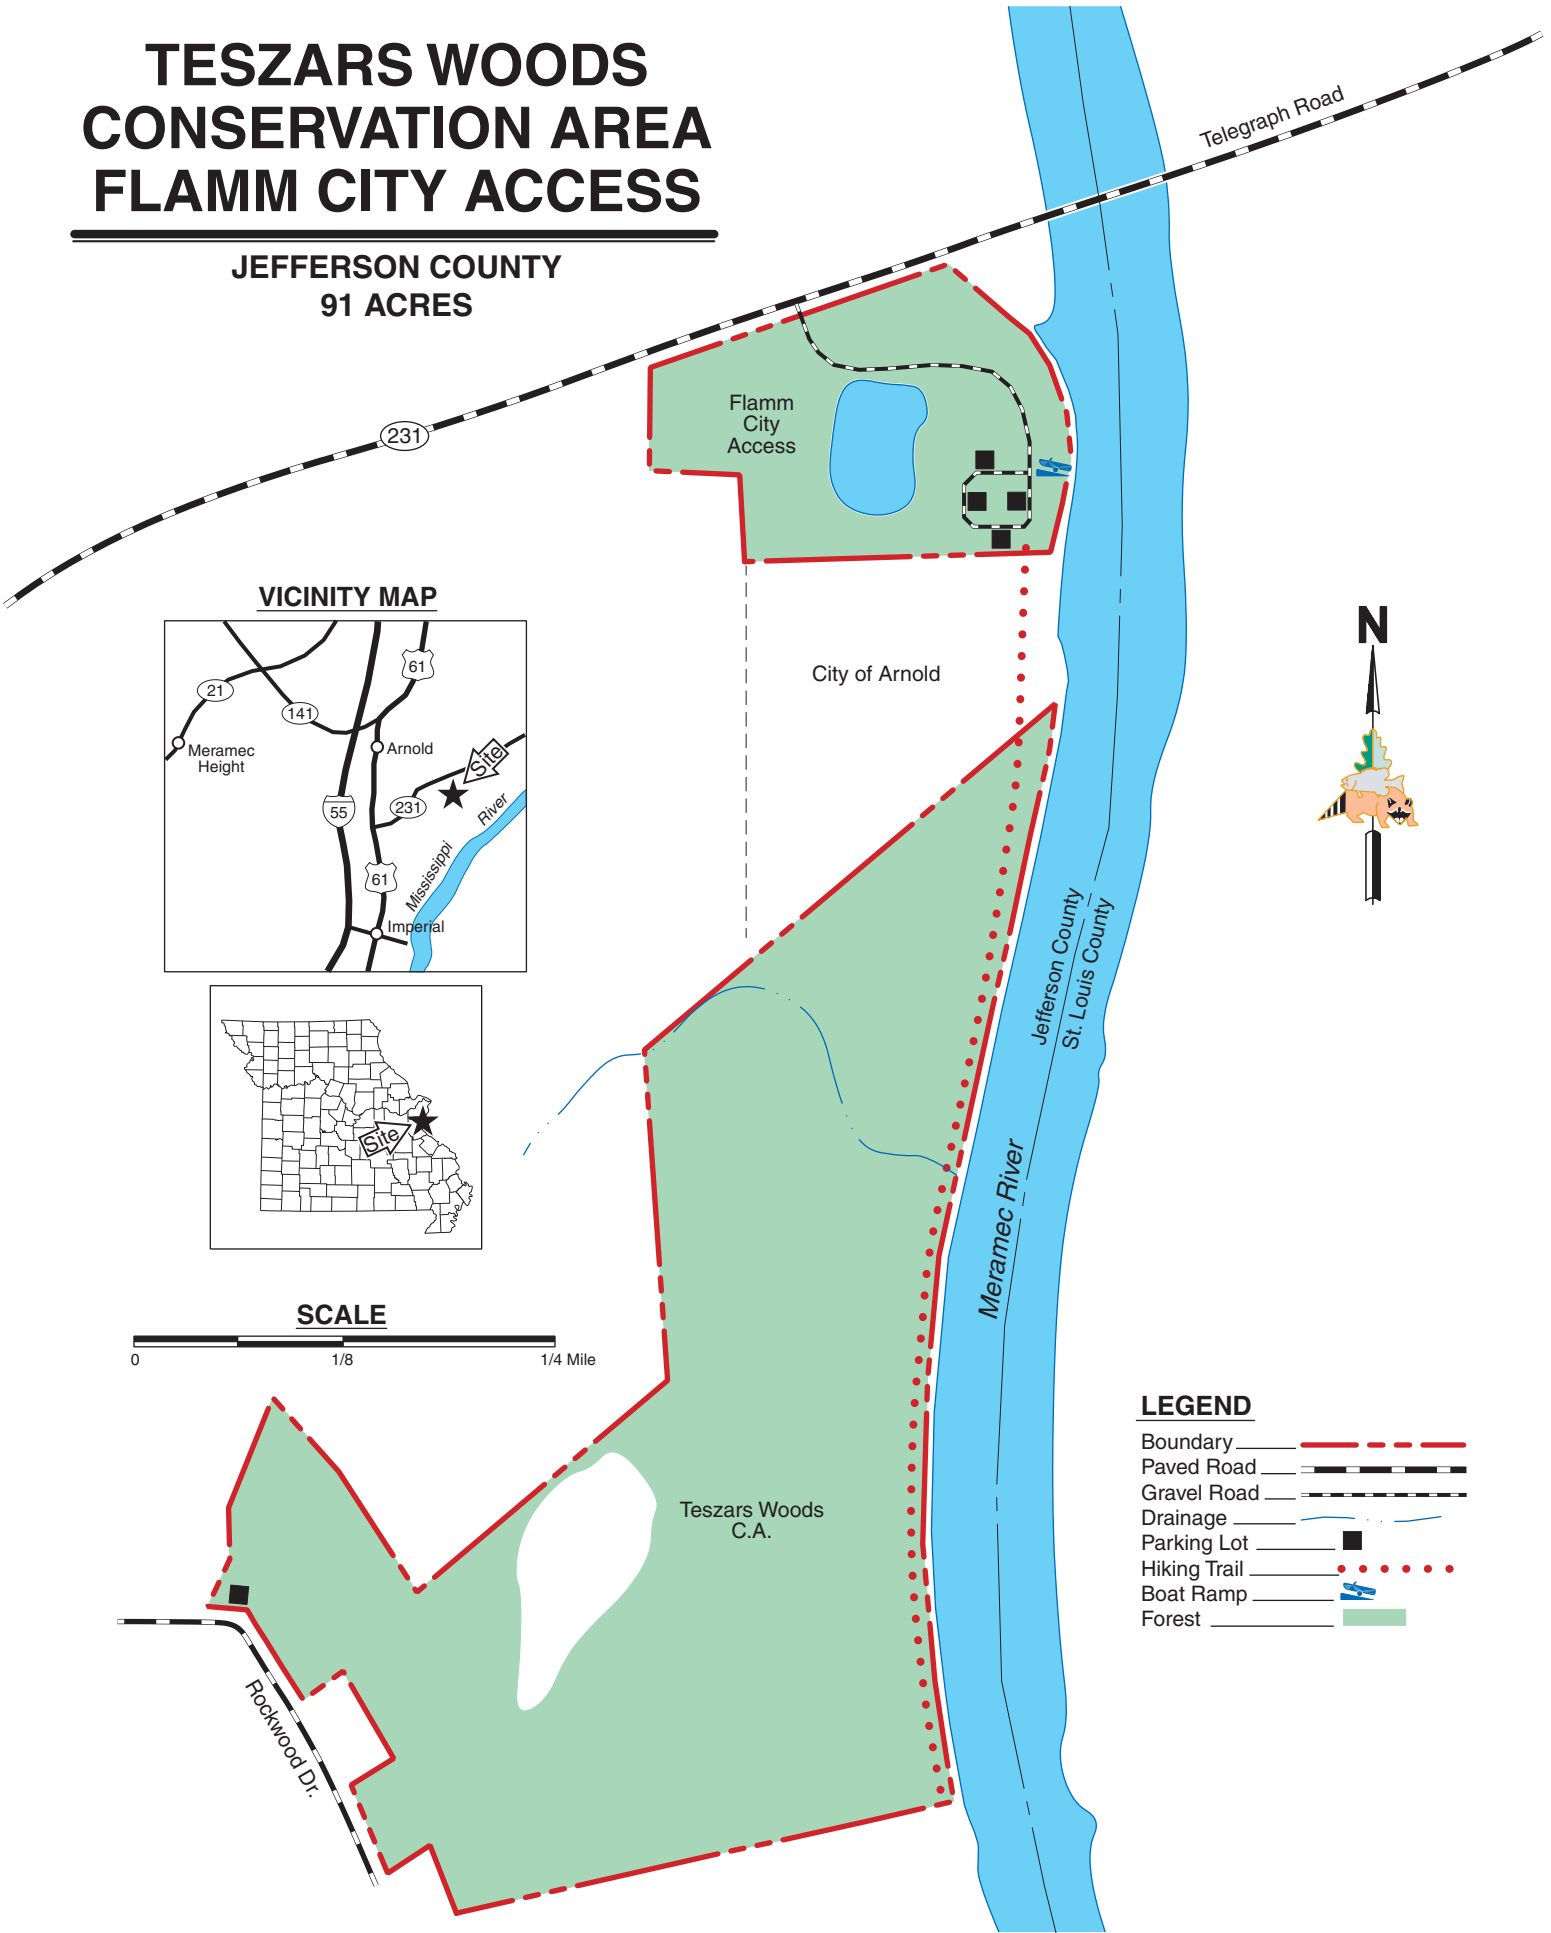 TESZARS WOODS
CONSERVATION AREA
FLAMM CITY ACCESS
JEFFERSON COUNTY
91 ACRES
Telegraph Road
231
Flamm
City
Access
City of Arnold
VICINITY MAP
61
21
141
Meramec
Height
Arnold
Site
55
231
River
Mississippi
61
Imperial
N
Jefferson County
St. Louis County
Site
Meramec River
SCALE
0
1/8
1/4 Mile
Teszars Woods
C.A.
Rockwood Dr.
LEGEND
Boundary
Paved Road
Gravel Road
Drainage
Parking Lot
Hiking Trail
Boat Ramp
Forest